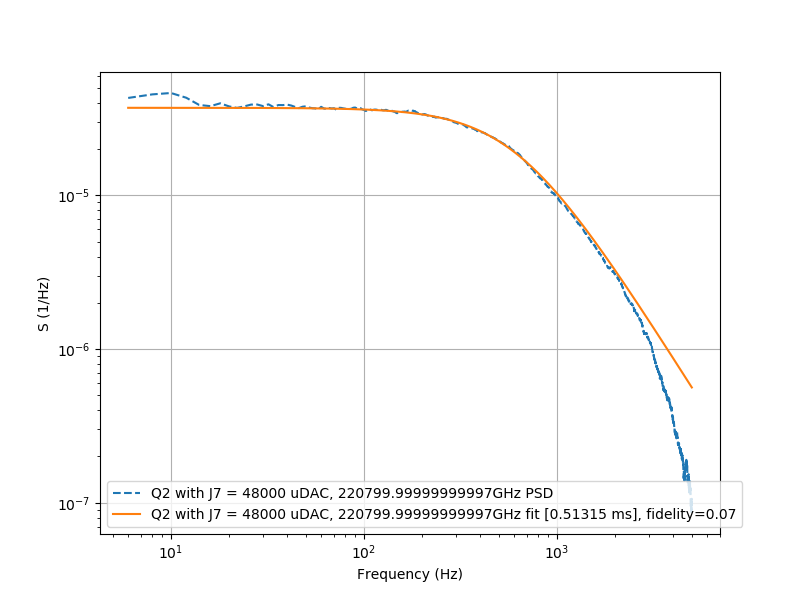 S (1/Hz)
10⁻⁵
10⁻⁶
10⁻⁷
Q2 with J7 = 48000 uDAC, 220799.99999999997GHz PSD
Q2 with J7 = 48000 uDAC, 220799.99999999997GHz fit [0.51315 ms], fidelity=0.07
10¹ 10² 10³
Frequency (Hz)